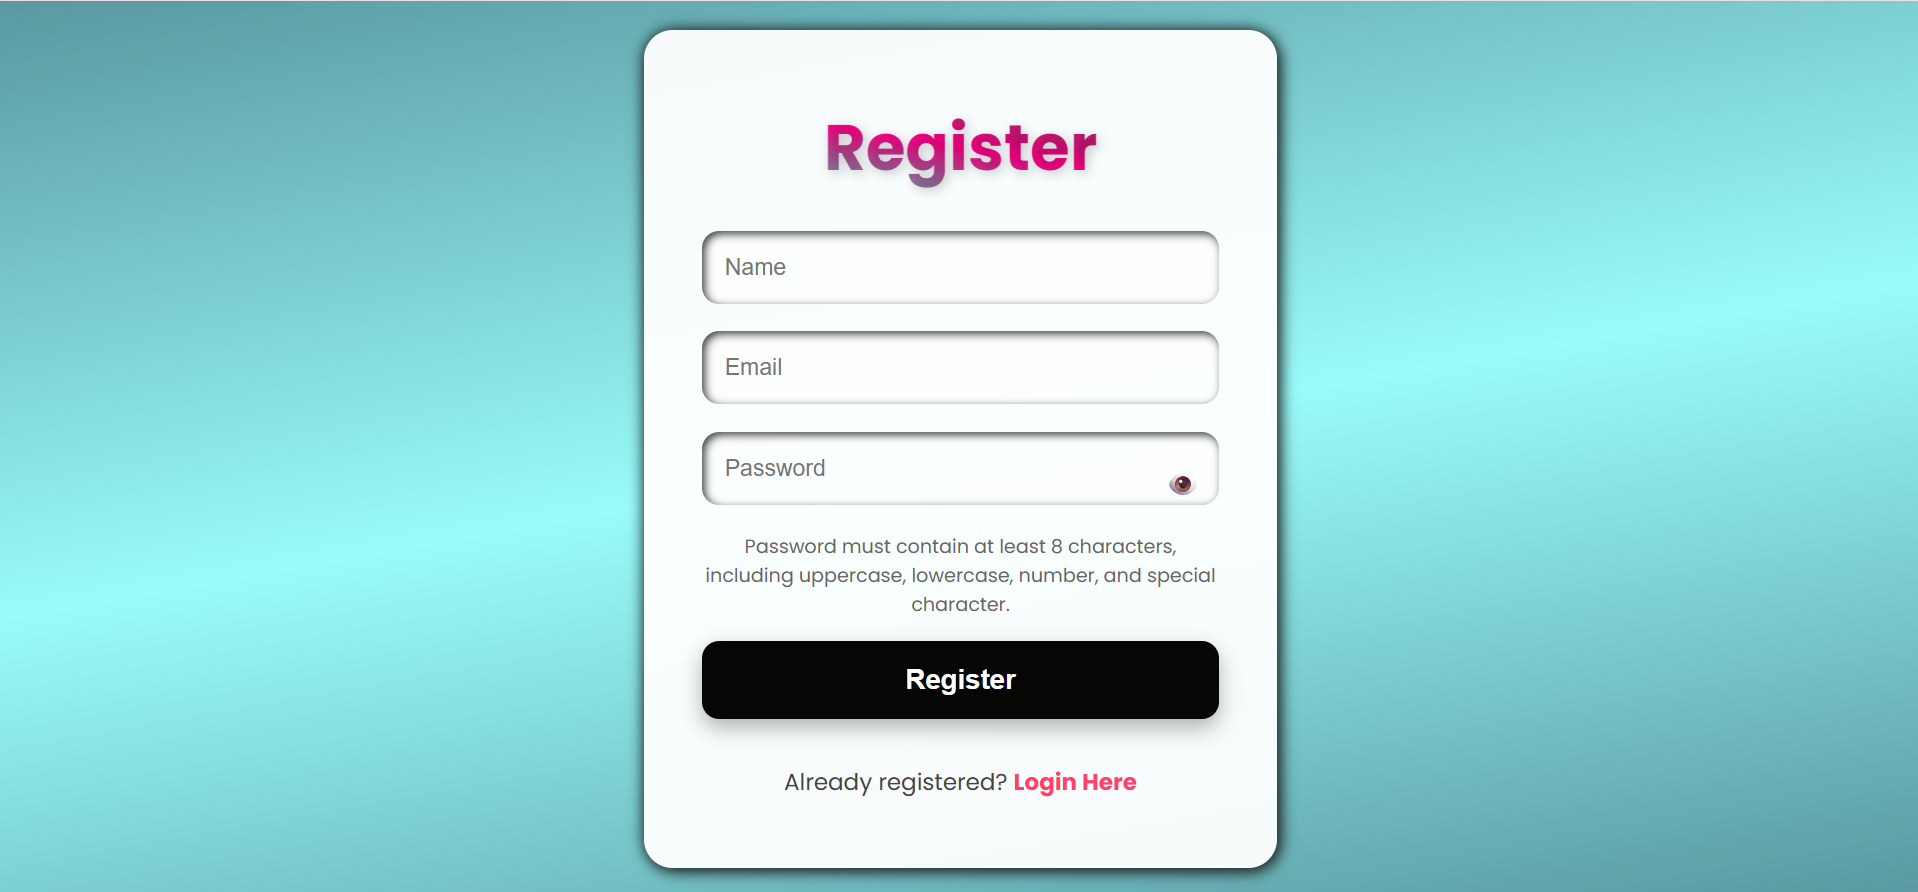 Register
Name
Email
Password
Password must contain at least 8 characters,
including uppercase, lowercase, number, and special
character.
Register
Already registered? Login Here